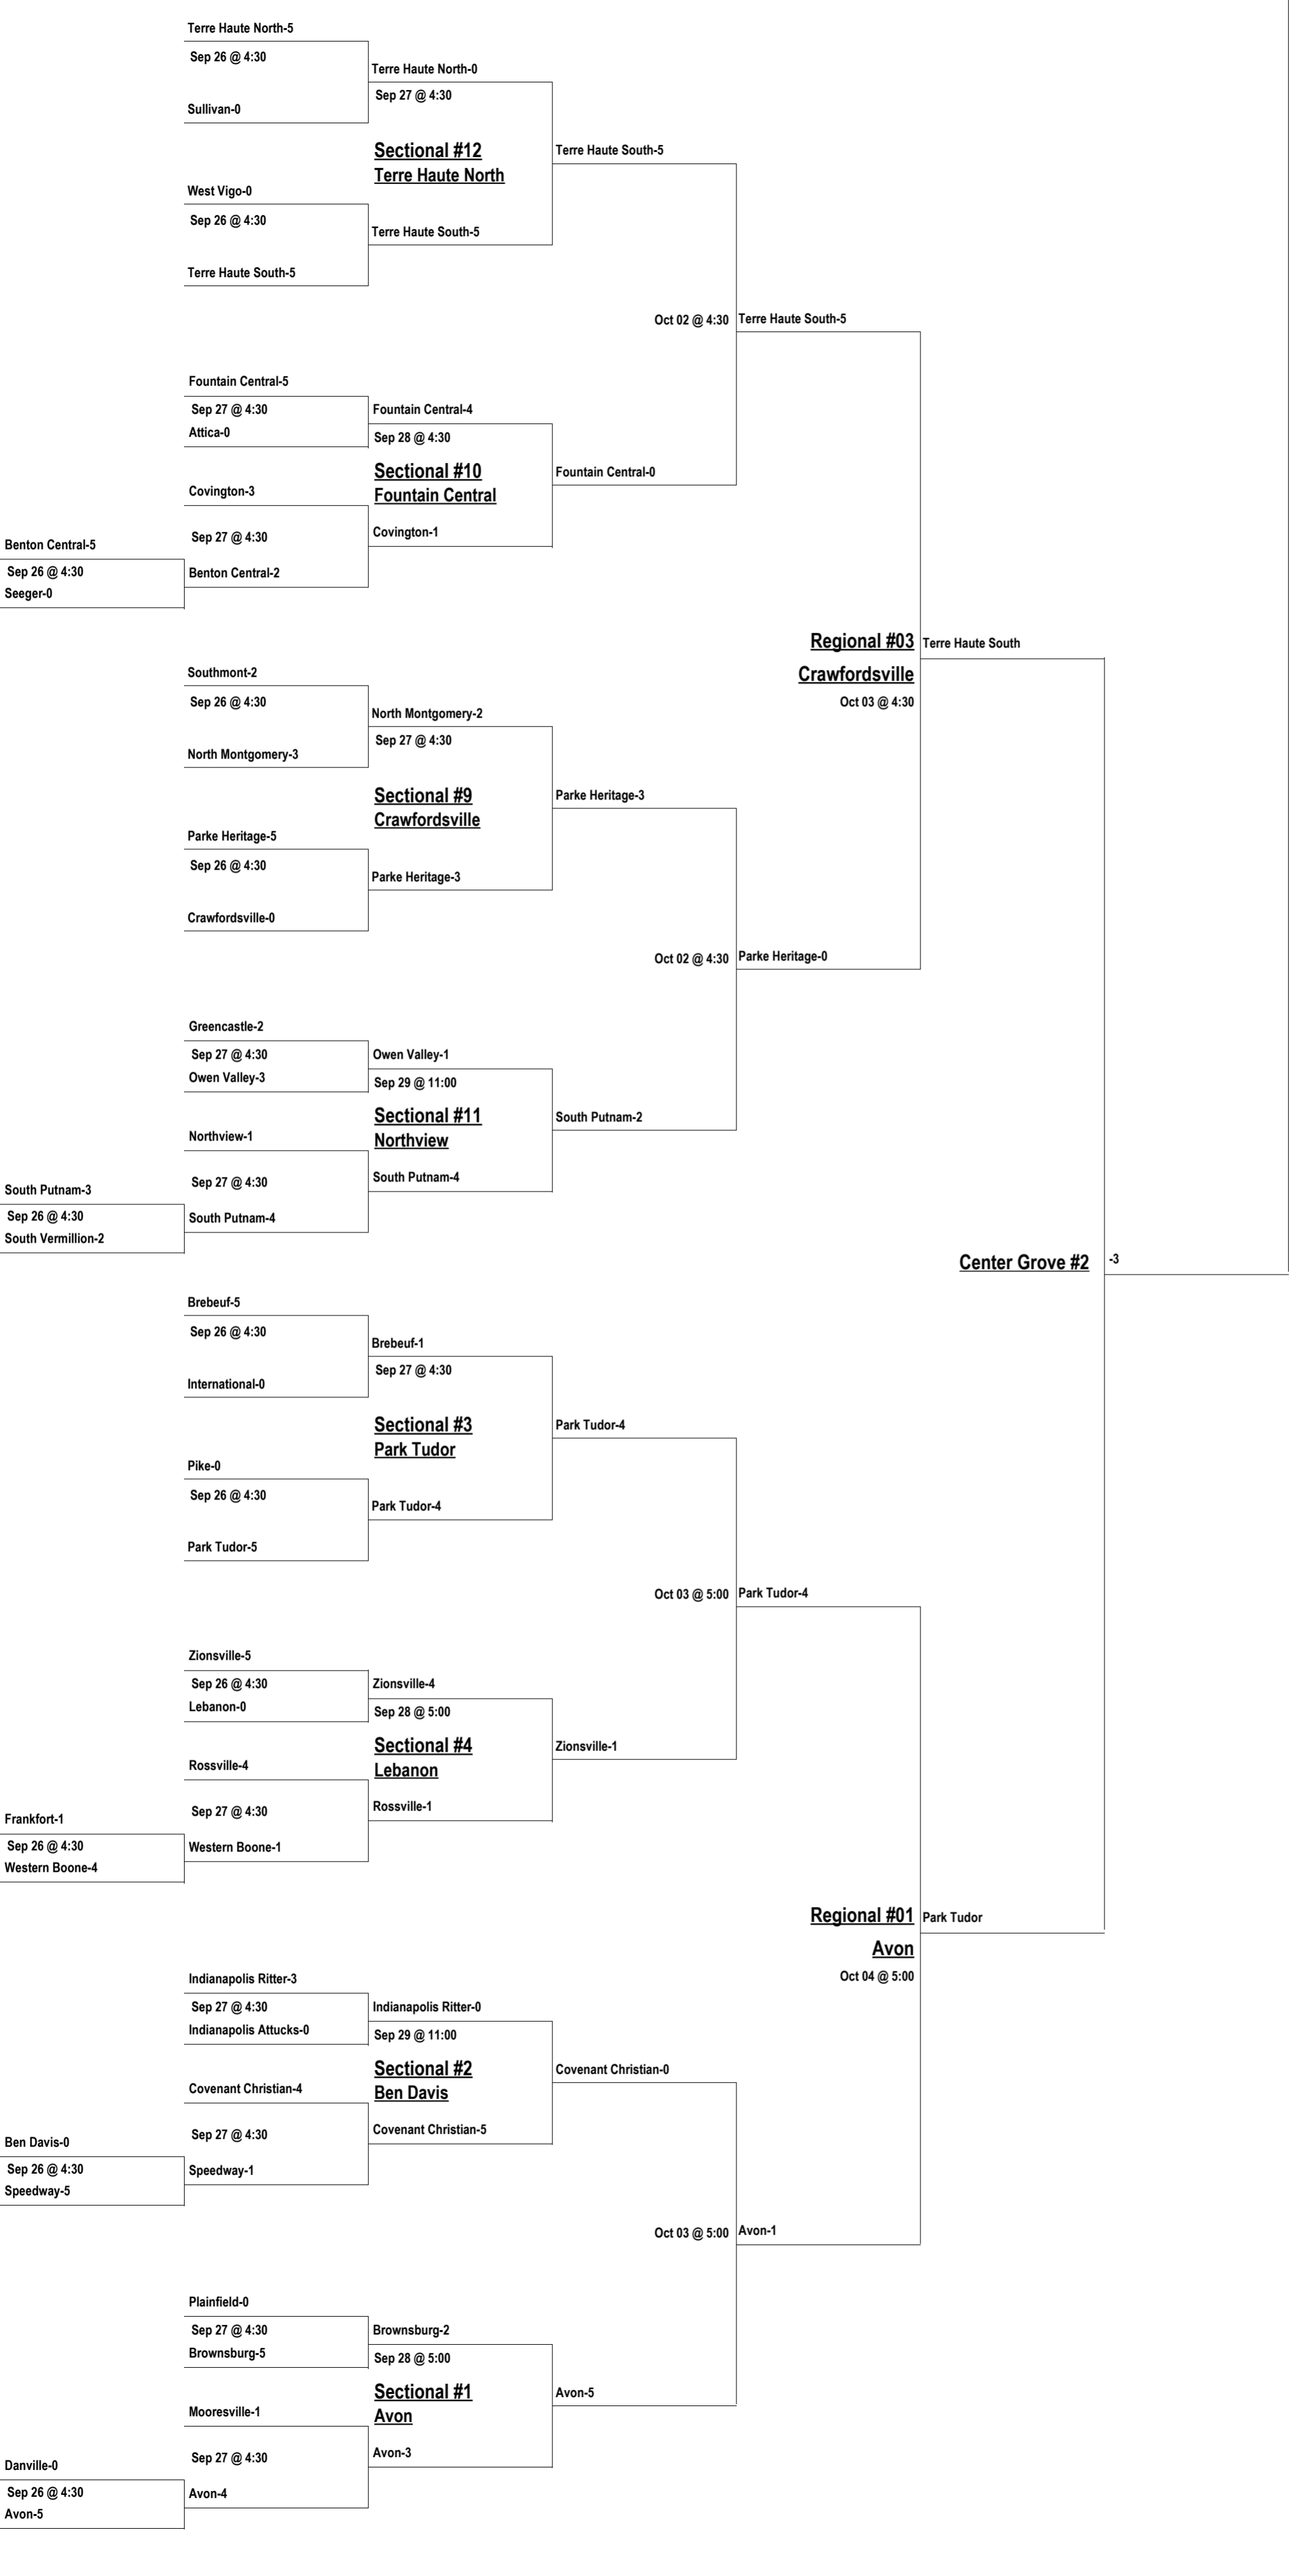 Terre Haute North-5
Sep 26 @ 4:30
Terre Haute North-0
Sep 27 @ 4:30
Sullivan-0
Sectional #12
Terre Haute North
Terre Haute South-5
West Vigo-0
Sep 26 @ 4:30
Terre Haute South-5
Terre Haute South-5
Oct 02 @ 4:30
Terre Haute South-5
Fountain Central-5
Sep 27 @ 4:30
Attica-0
Fountain Central-4
Sep 28 @ 4:30
Sectional #10
Fountain Central
Fountain Central-0
Covington-3
Sep 27 @ 4:30
Covington-1
Benton Central-5
Sep 26 @ 4:30
Seeger-0
Benton Central-2
Regional #03
Crawfordsville
Oct 03 @ 4:30
Terre Haute South
Southmont-2
Sep 26 @ 4:30
North Montgomery-2
Sep 27 @ 4:30
North Montgomery-3
Sectional #9
Crawfordsville
Parke Heritage-3
Parke Heritage-5
Sep 26 @ 4:30
Parke Heritage-3
Crawfordsville-0
Oct 02 @ 4:30
Parke Heritage-0
Greencastle-2
Sep 27 @ 4:30
Owen Valley-3
Owen Valley-1
Sep 29 @ 11:00
Sectional #11
Northview
South Putnam-2
Northview-1
Sep 27 @ 4:30
South Putnam-4
South Putnam-3
Sep 26 @ 4:30
South Vermillion-2
South Putnam-4
Center Grove #2
-3
Brebeuf-5
Sep 26 @ 4:30
Brebeuf-1
Sep 27 @ 4:30
International-0
Sectional #3
Park Tudor
Park Tudor-4
Pike-0
Sep 26 @ 4:30
Park Tudor-4
Park Tudor-5
Oct 03 @ 5:00
Park Tudor-4
Zionsville-5
Sep 26 @ 4:30
Lebanon-0
Zionsville-4
Sep 28 @ 5:00
Sectional #4
Lebanon
Zionsville-1
Rossville-4
Sep 27 @ 4:30
Rossville-1
Frankfort-1
Sep 26 @ 4:30
Western Boone-4
Western Boone-1
Regional #01
Avon
Oct 04 @ 5:00
Park Tudor
Indianapolis Ritter-3
Sep 27 @ 4:30
Indianapolis Attucks-0
Indianapolis Ritter-0
Sep 29 @ 11:00
Sectional #2
Ben Davis
Covenant Christian-0
Covenant Christian-4
Sep 27 @ 4:30
Covenant Christian-5
Ben Davis-0
Sep 26 @ 4:30
Speedway-5
Speedway-1
Oct 03 @ 5:00
Avon-1
Plainfield-0
Sep 27 @ 4:30
Brownsburg-5
Brownsburg-2
Sep 28 @ 5:00
Sectional #1
Avon
Avon-5
Mooresville-1
Sep 27 @ 4:30
Avon-3
Danville-0
Sep 26 @ 4:30
Avon-5
Avon-4